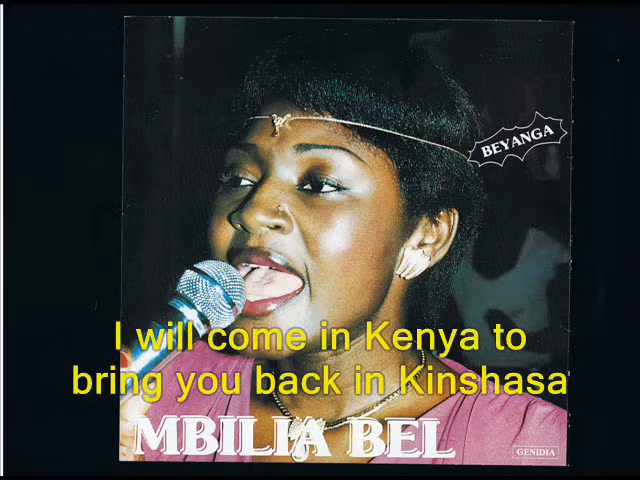 BEYANGA
I will come in Kenya to
bring you back in Kinshasa
MBILIA BEL
GENIDIA